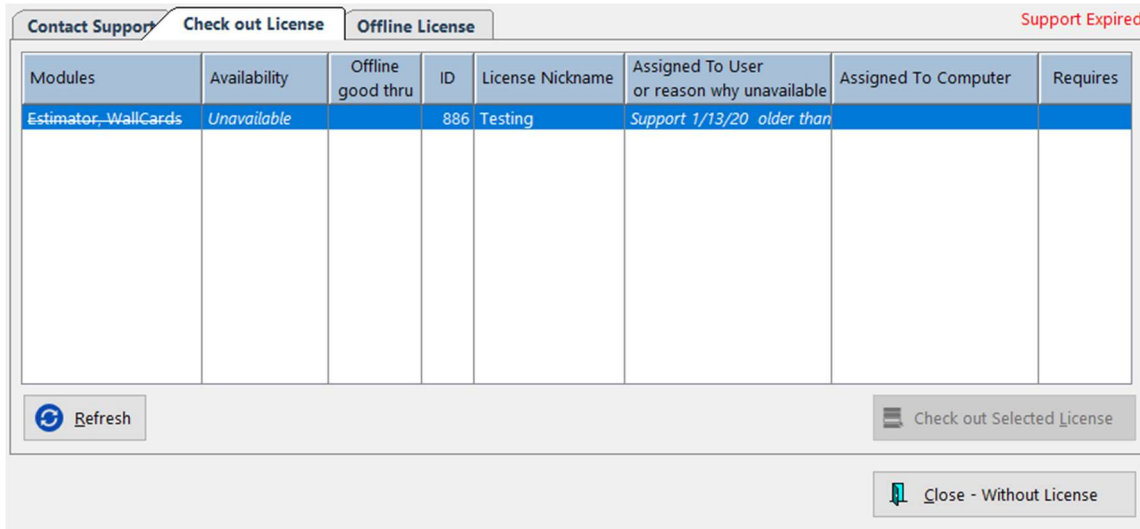 Contact Support Check out License Offline License Support Expired
Modules Availability Offline good thru ID License Nickname Assigned To User or reason why unavailable Assigned To Computer Requires
Estimator, WallCards Unavailable 886 Testing Support 1/13/20 older than
Refresh Check out Selected License
Close - Without License